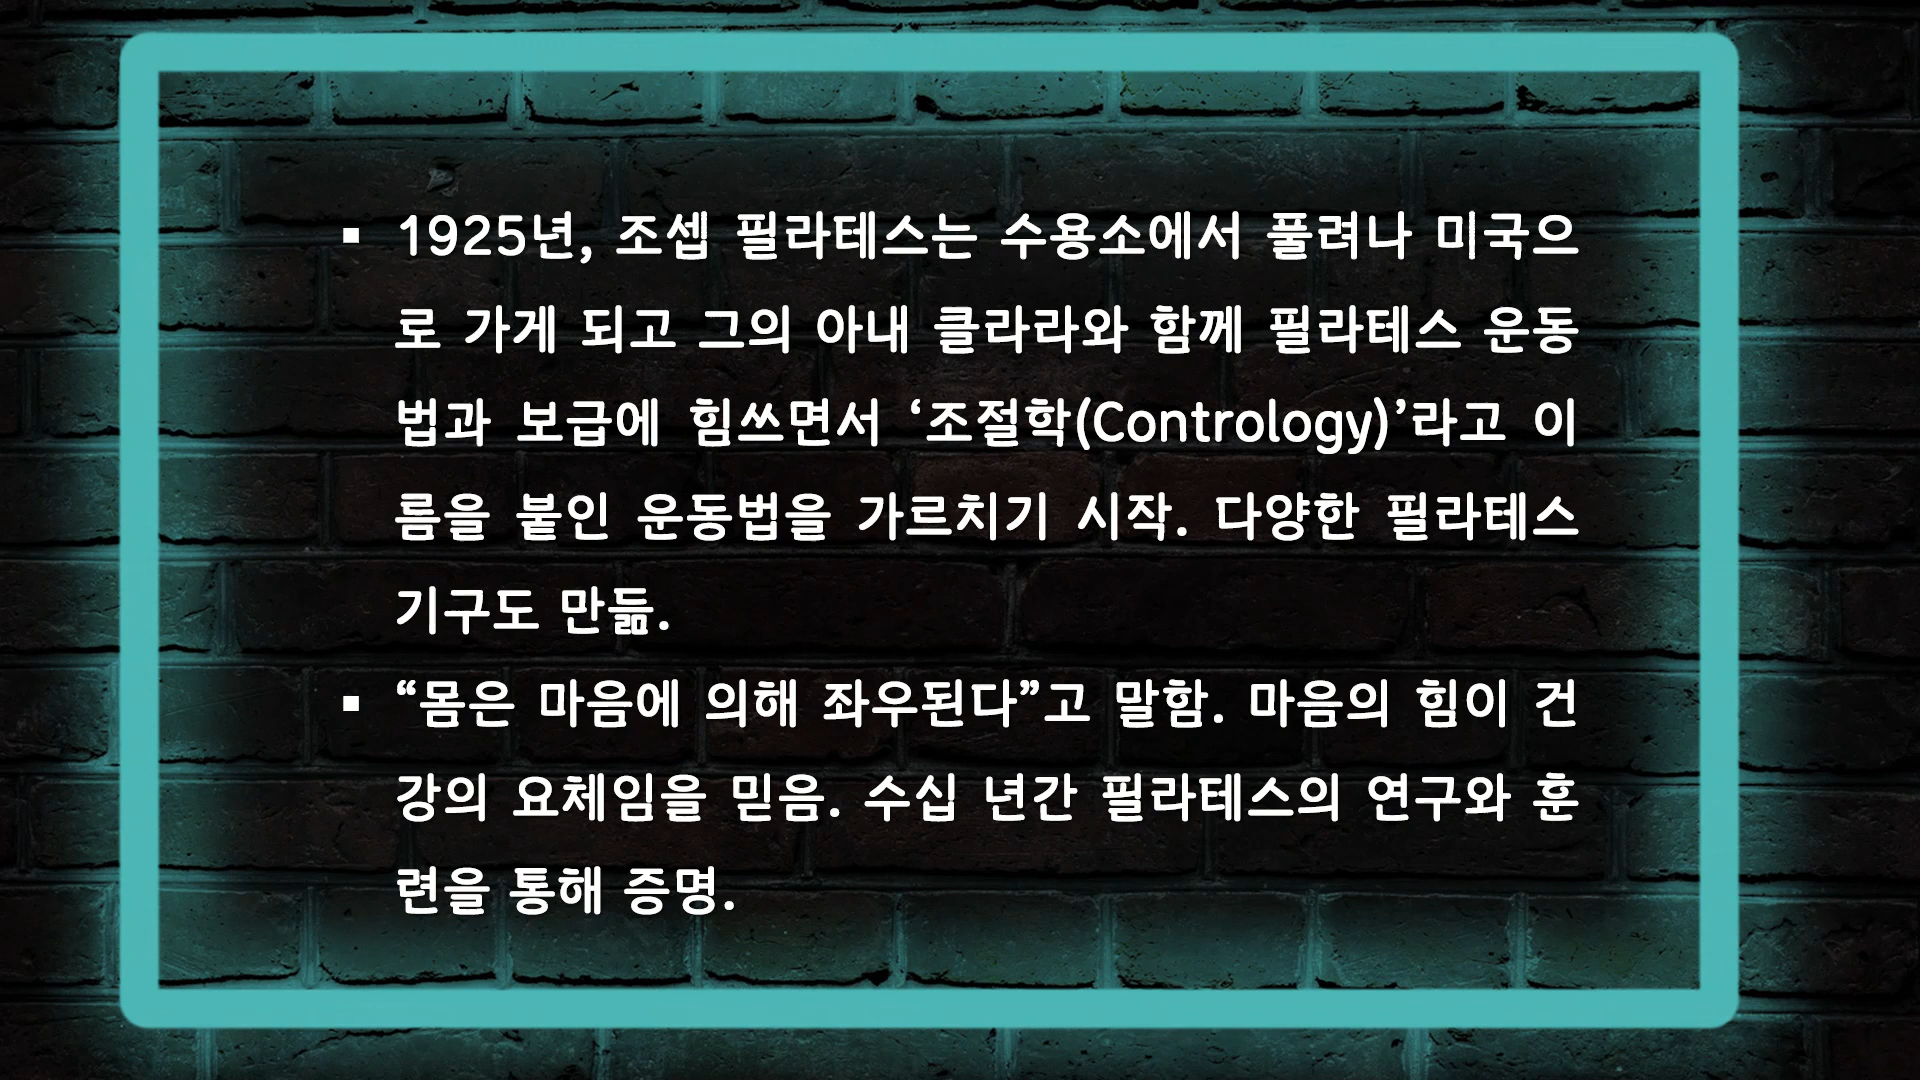 ▪ 1925년, 조셉 필라테스는 수용소에서 풀려나 미국으
로 가게 되고 그의 아내 클라라와 함께 필라테스 운동
법과 보급에 힘쓰면서 ‘조절학(Contrology)’라고 이
름을 붙인 운동법을 가르치기 시작. 다양한 필라테스
기구도 만듦.
▪ “몸은 마음에 의해 좌우된다”고 말함. 마음의 힘이 건
강의 요체임을 믿음. 수십 년간 필라테스의 연구와 훈
련을 통해 증명.